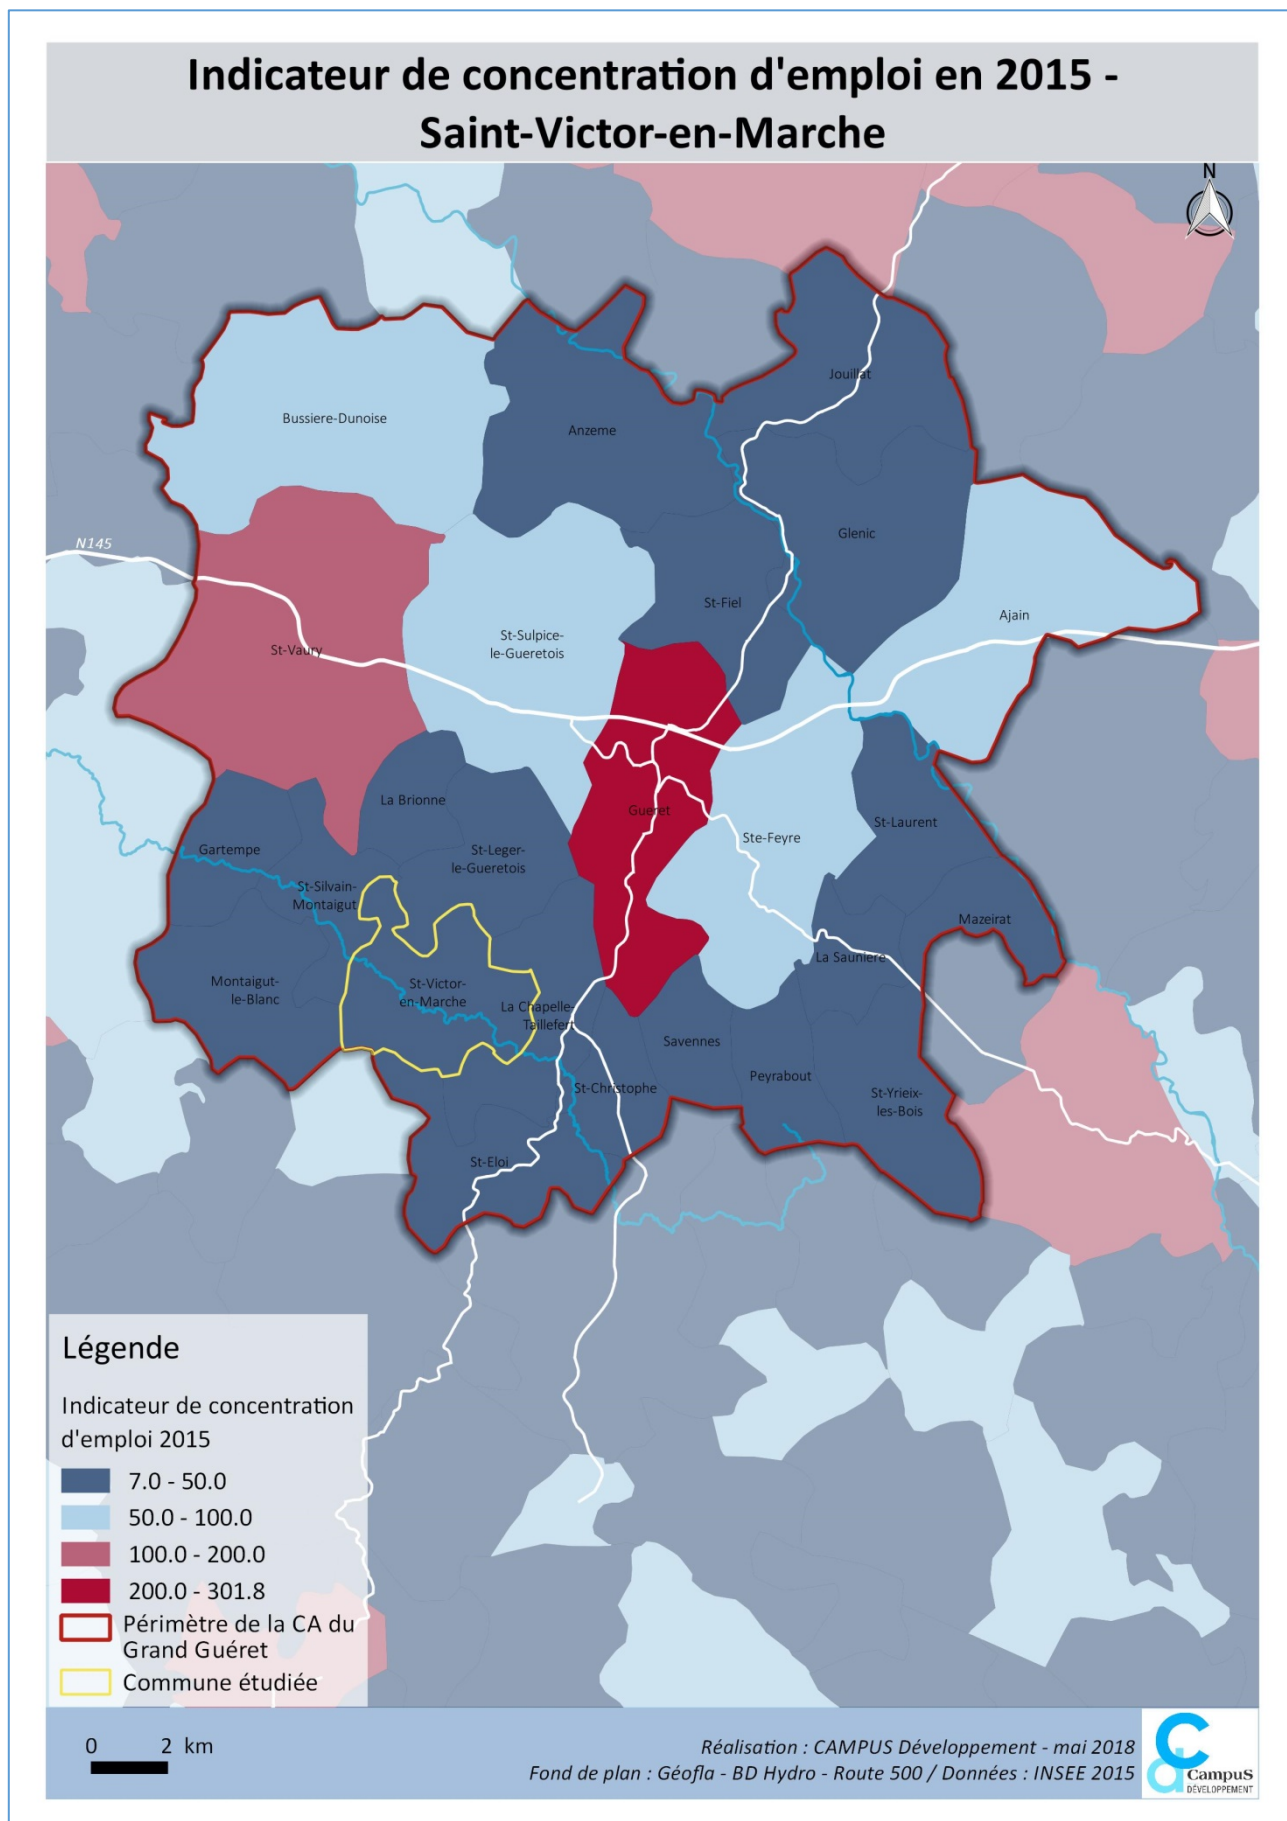 Indicateur de concentration d'emploi en 2015 -
Saint-Victor-en-Marche
N
Jouillat
Bussiere-Dunoise
Anzeme
Glenic
N145
St-Fiel
Ajain
St-Sulpice-
le-Gueretois
St-Vaury
La Brionne
Gueret
St-Laurent
Ste-Feyre
Gartempe
St-Leger-
le-Gueretois
St-Silvain-
Montaigut
Mazeirat
La Sauniere
Montaigut-
le-Blanc
St-Victor-
en-Marche
La Chapelle-
Taillefert
Savennes
Peyrabout
St-Christophe
St-Yrieix-
les-Bois
St-Eloi
Légende
Indicateur de concentration
d'emploi 2015
7.0 - 50.0
50.0 - 100.0
100.0 - 200.0
200.0 - 301.8
Périmètre de la CA du
Grand Guéret
Commune étudiée
0 2 km
Réalisation : CAMPUS Développement - mai 2018
Fond de plan : Géofla - BD Hydro - Route 500 / Données : INSEE 2015
CampuS
DÉVELOPPEMENT